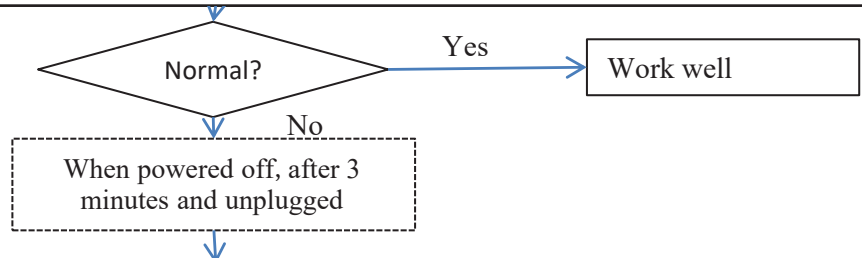 Yes
Normal?
Work well
No
When powered off, after 3
minutes and unplugged